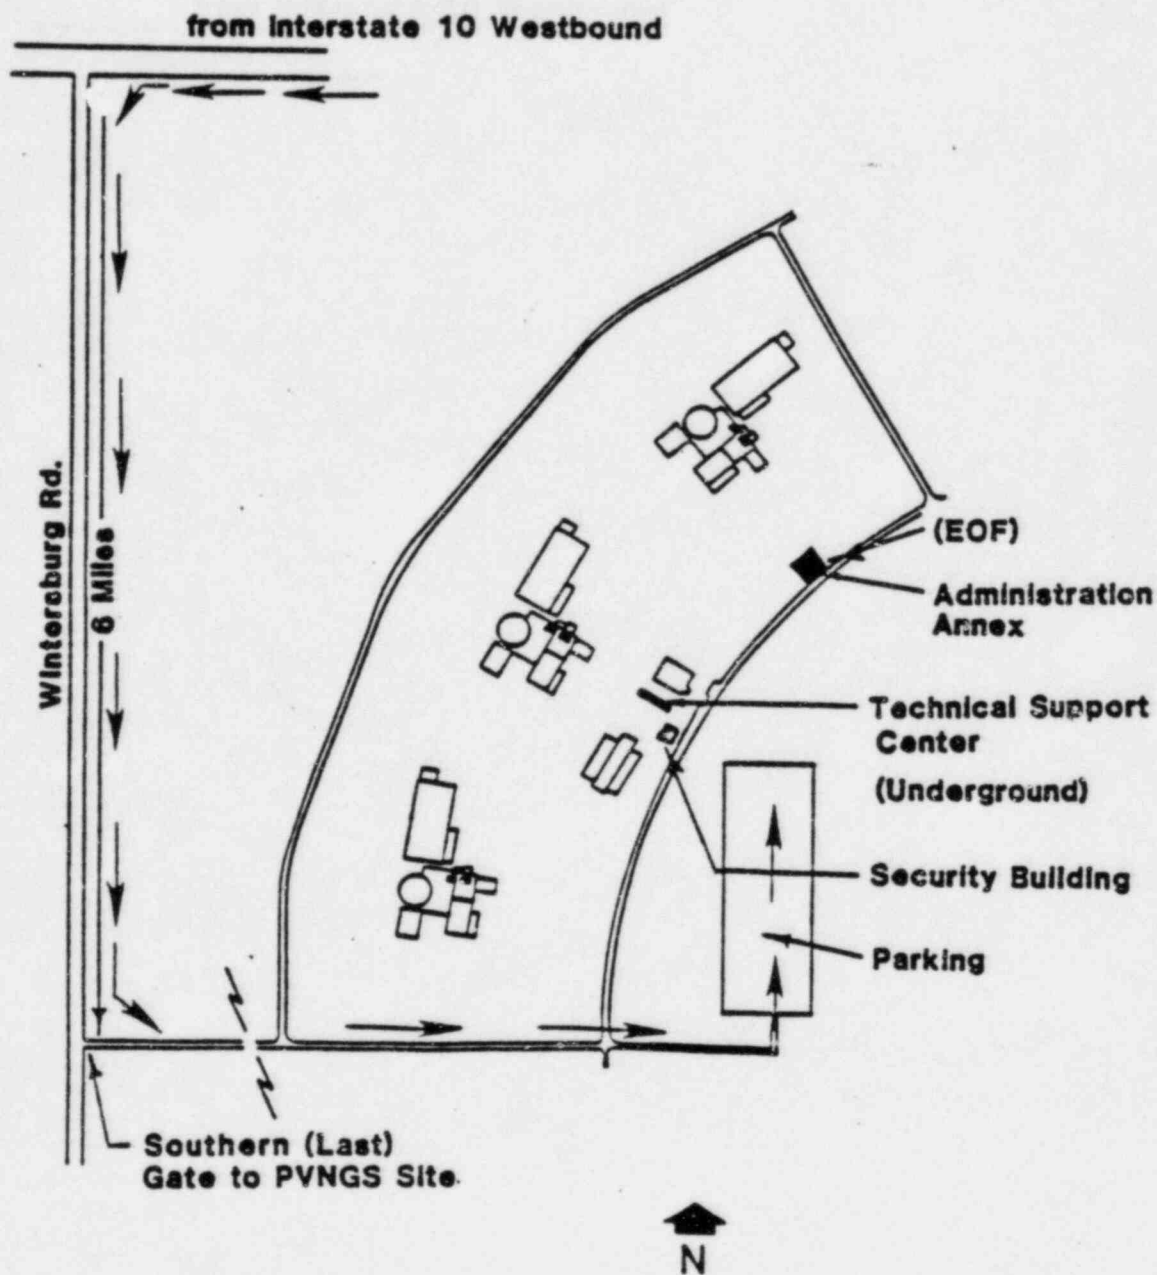 from Interstate 10 Westbound
Wintersburg Rd.
6 Miles
(EOF)
Administration
Annex
Technical Support
Center
(Underground)
Security Building
Parking
Southern (Last)
Gate to PVNGS Site.
N